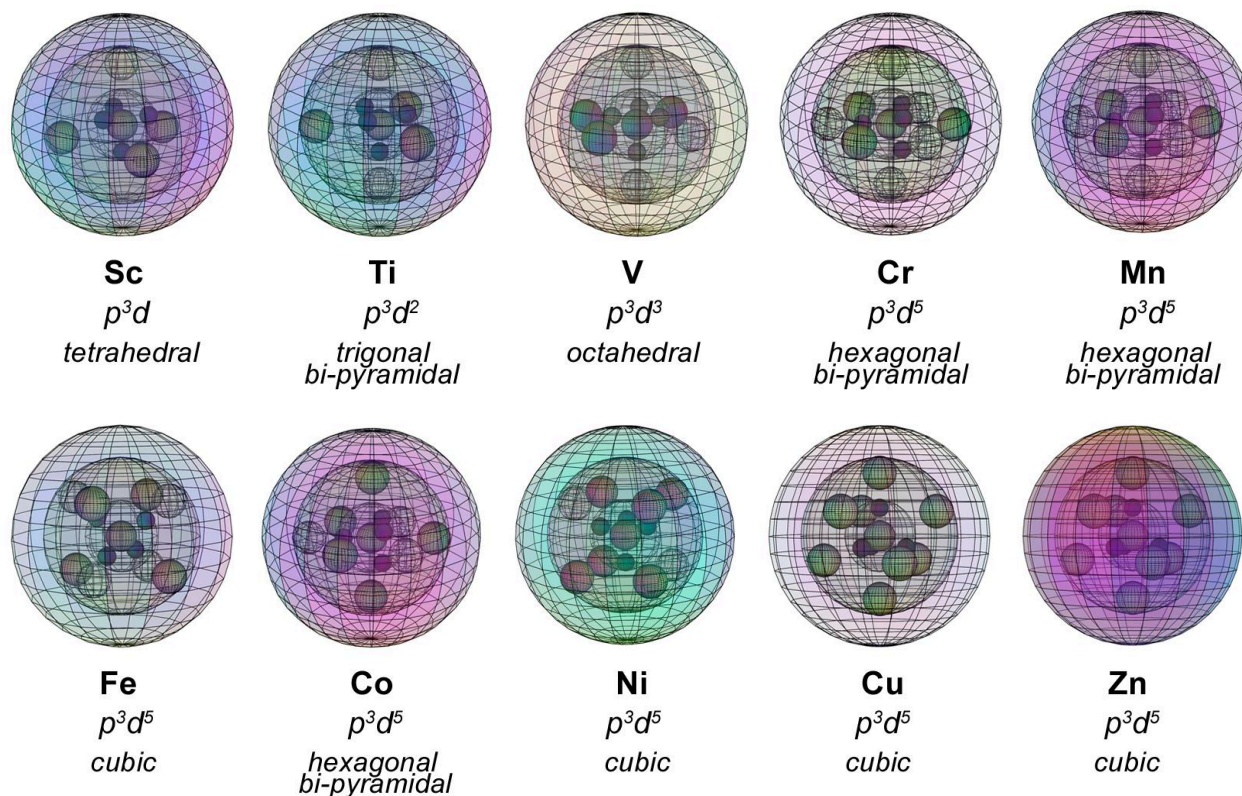 Sc Ti V Cr Mn
p³d p³d² p³d³ p³d⁵ p³d⁵
tetrahedral trigonal octahedral hexagonal hexagonal
bi-pyramidal bi-pyramidal bi-pyramidal
Fe Co Ni Cu Zn
p³d⁵ p³d⁵ p³d⁵ p³d⁵ p³d⁵
cubic hexagonal cubic cubic cubic
bi-pyramidal